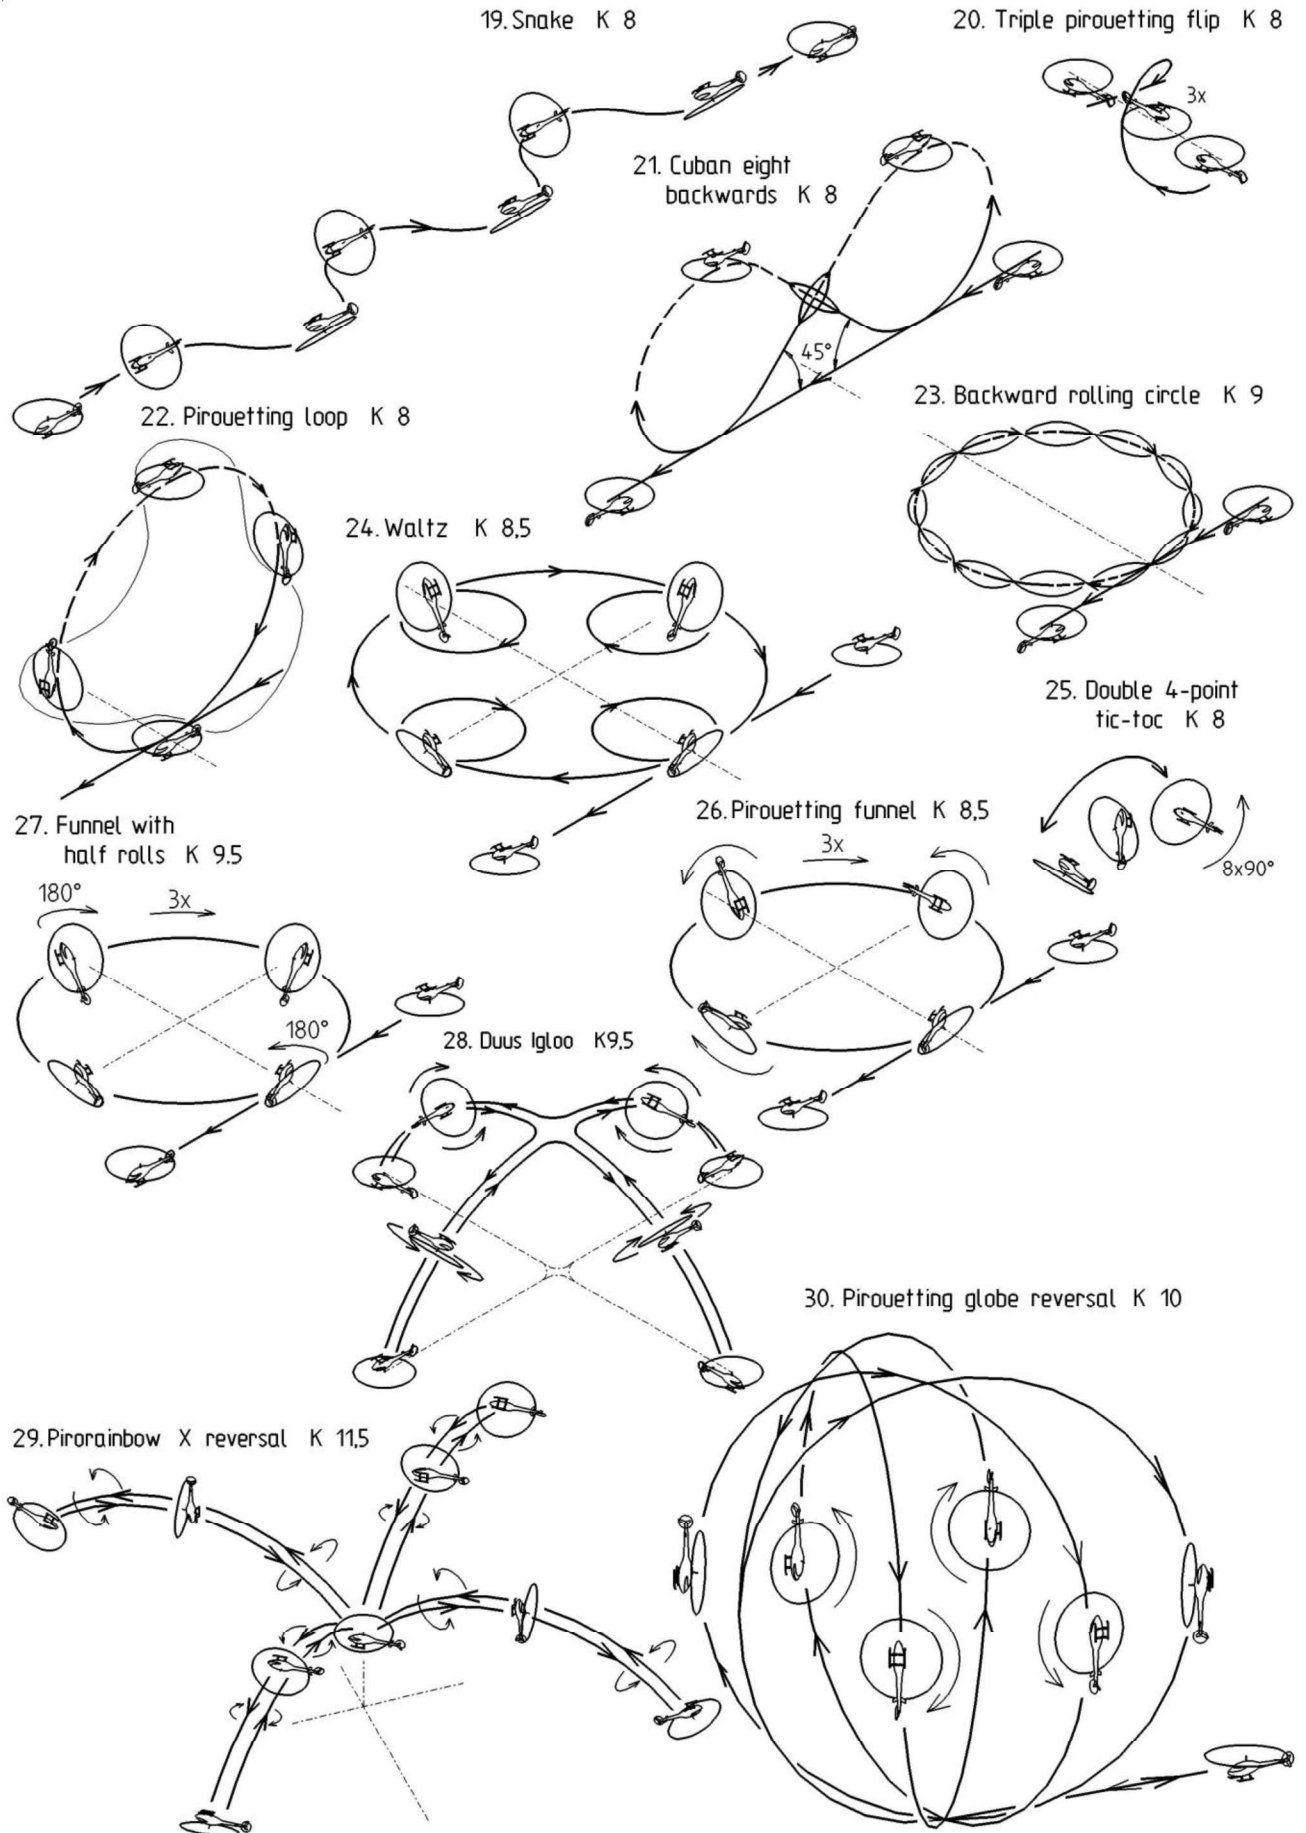 19. Snake K 8
20. Triple pirouetting flip K 8
3x
21. Cuban eight
backwards K 8
45°
22. Pirouetting loop K 8
23. Backward rolling circle K 9
24. Waltz K 8,5
25. Double 4-point
tic-toc K 8
8x90°
26. Pirouetting funnel K 8,5
3x
27. Funnel with
half rolls K 9.5
180°
3x
180°
28. Duus Igloo K9,5
29. Pirorainbow X reversal K 11,5
30. Pirouetting globe reversal K 10